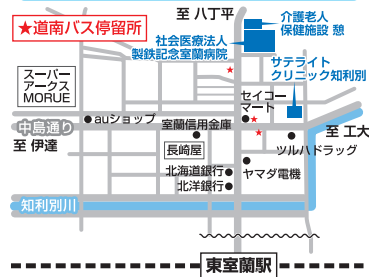 至 八丁平
介護老人
保健施設 憩
★道南バス停留所
社会医療法人
製鉄記念室蘭病院
サテライト
クリニック知利別
スーパー
アークス
MORUE
セイコー
マート
auショップ
室蘭信用金庫
中島通り
至 工大
至 伊達
長崎屋
ツルハドラッグ
北海道銀行
ヤマダ電機
北洋銀行
知利別川
東室蘭駅